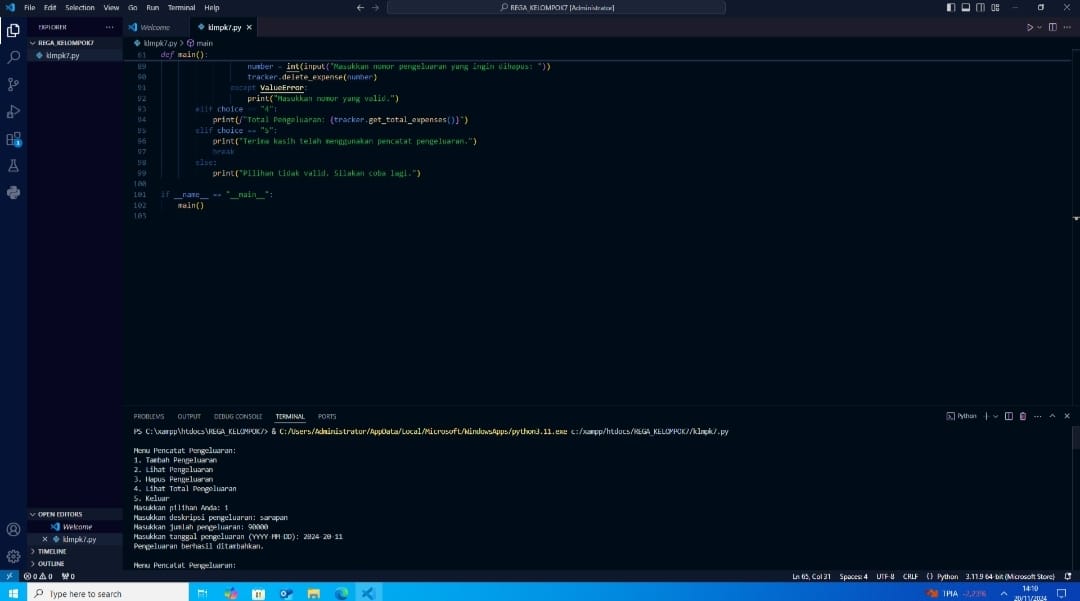 File Edit Selection View Go Run Terminal Help
REGA_KELOMPOK7 [Administrator]
EXPLORER
Welcome
klmpk7.py
REGA_KELOMPOK7
klmpk7.py
klmpk7.py > main
61 def main():
89 number = int(input("Masukkan nomor pengeluaran yang ingin dihapus: "))
90 tracker.delete_expense(number)
91 except ValueError:
92 print("Masukkan nomor yang valid.")
93 elif choice == "4":
94 print(f"Total Pengeluaran: {tracker.get_total_expenses()}")
95 elif choice == "5":
96 print("Terima kasih telah menggunakan pencatat pengeluaran.")
97 break
98 else:
99 print("Pilihan tidak valid. Silakan coba lagi.")
100
101 if __name__ == "__main__":
102 main()
103
PROBLEMS OUTPUT DEBUG CONSOLE TERMINAL PORTS
Python
PS C:\xampp\htdocs\REGA_KELOMPOK7> & C:/Users/Administrator/AppData/Local/Microsoft/WindowsApps/python3.11.exe c:/xampp/htdocs/REGA_KELOMPOK7/klmpk7.py
Menu Pencatat Pengeluaran:
1. Tambah Pengeluaran
2. Lihat Pengeluaran
3. Hapus Pengeluaran
4. Lihat Total Pengeluaran
5. Keluar
Masukkan pilihan Anda: 1
Masukkan deskripsi pengeluaran: sarapan
Masukkan jumlah pengeluaran: 90000
Masukkan tanggal pengeluaran (YYYY-MM-DD): 2024-20-11
Pengeluaran berhasil ditambahkan.
Menu Pencatat Pengeluaran:
OPEN EDITORS
Welcome
klmpk7.py
TIMELINE
OUTLINE
0 0 0
Ln 65, Col 31 Spaces: 4 UTF-8 CRLF Python 3.11.9 64-bit (Microsoft Store)
Type here to search
TPIA -2,23%
14:10
20/11/2024